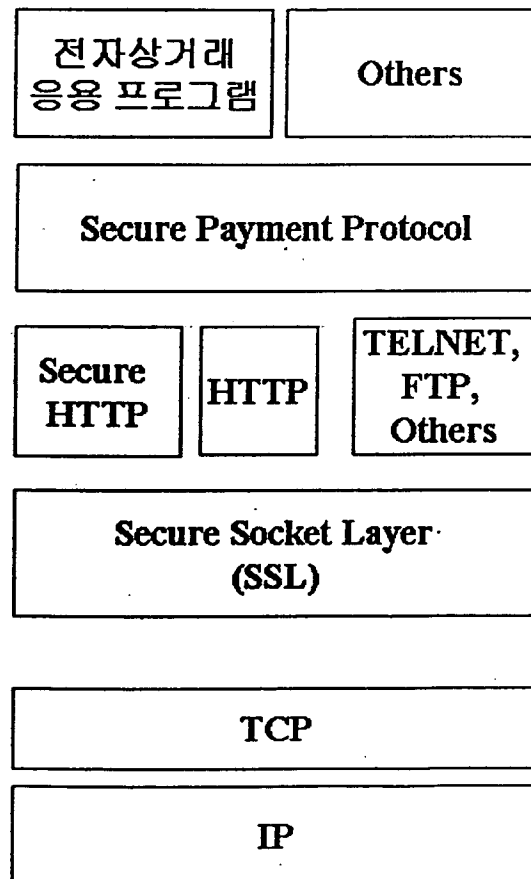 전자상거래
응용 프로그램
Others
Secure Payment Protocol
Secure
HTTP
HTTP
TELNET,
FTP,
Others
Secure Socket Layer
(SSL)
TCP
IP